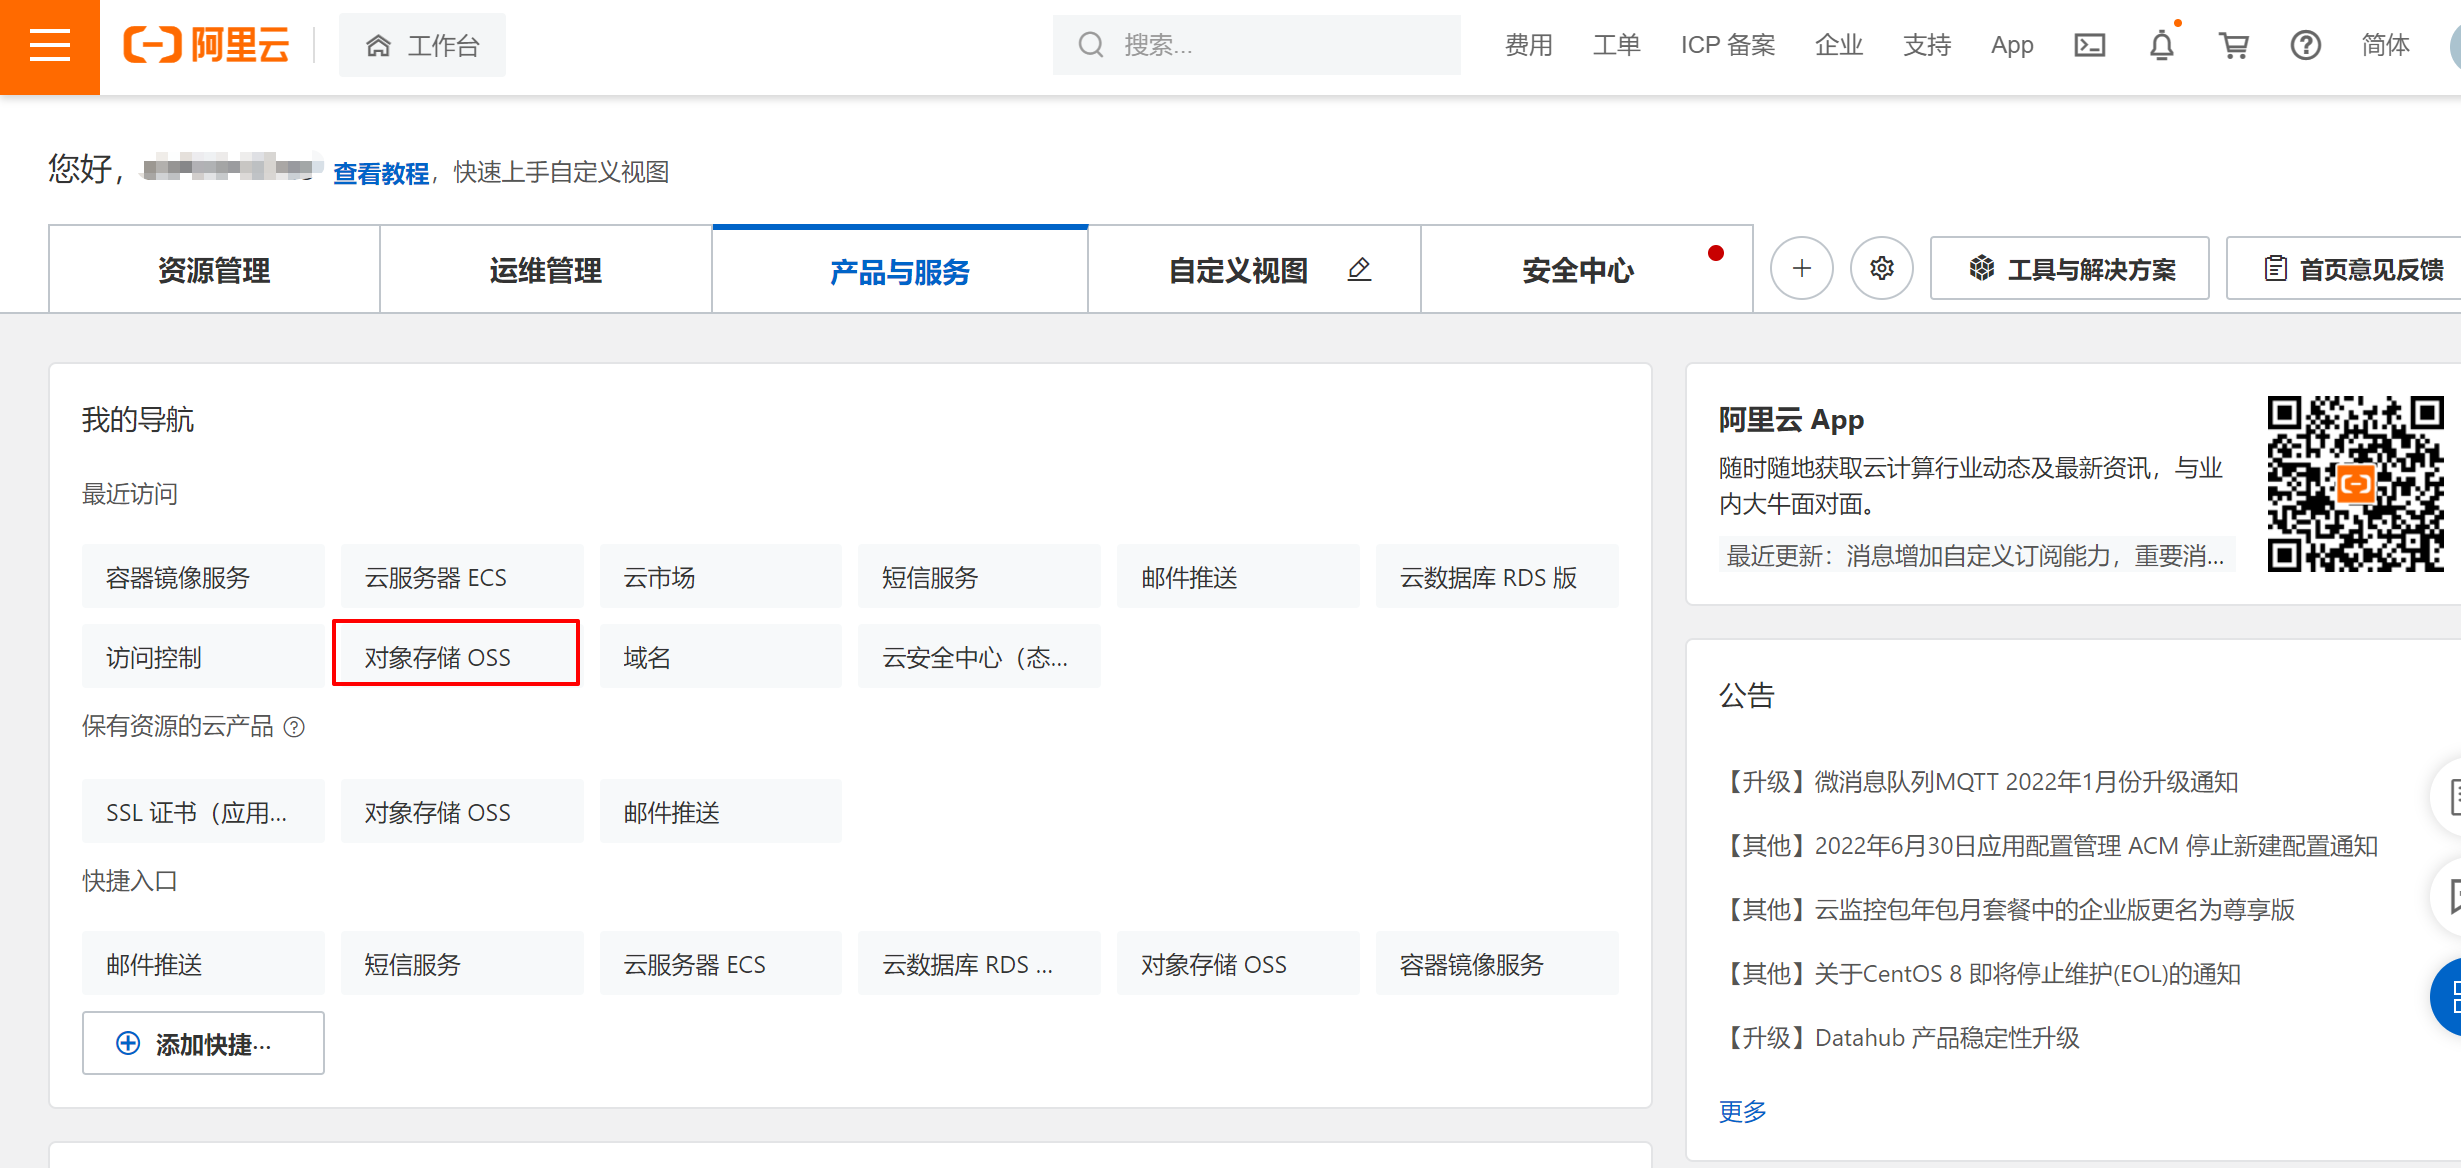 阿里云
工作台
搜索...
费用
工单
ICP 备案
企业
支持
App
简体
您好，
查看教程，快速上手自定义视图
资源管理
运维管理
产品与服务
自定义视图
安全中心
工具与解决方案
首页意见反馈
我的导航
最近访问
容器镜像服务
云服务器 ECS
云市场
短信服务
邮件推送
云数据库 RDS 版
访问控制
对象存储 OSS
域名
云安全中心（态...
保有资源的云产品
SSL 证书（应用...
对象存储 OSS
邮件推送
快捷入口
邮件推送
短信服务
云服务器 ECS
云数据库 RDS ...
对象存储 OSS
容器镜像服务
添加快捷...
阿里云 App
随时随地获取云计算行业动态及最新资讯，与业
内大牛面对面。
最近更新：消息增加自定义订阅能力，重要消...
公告
【升级】微消息队列MQTT 2022年1月份升级通知
【其他】2022年6月30日应用配置管理 ACM 停止新建配置通知
【其他】云监控包年包月套餐中的企业版更名为尊享版
【其他】关于CentOS 8 即将停止维护(EOL)的通知
【升级】Datahub 产品稳定性升级
更多